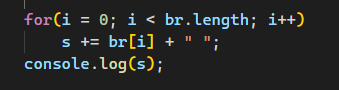 for(i = 0; i < br.length; i++)
    s += br[i] + " ";
console.log(s);